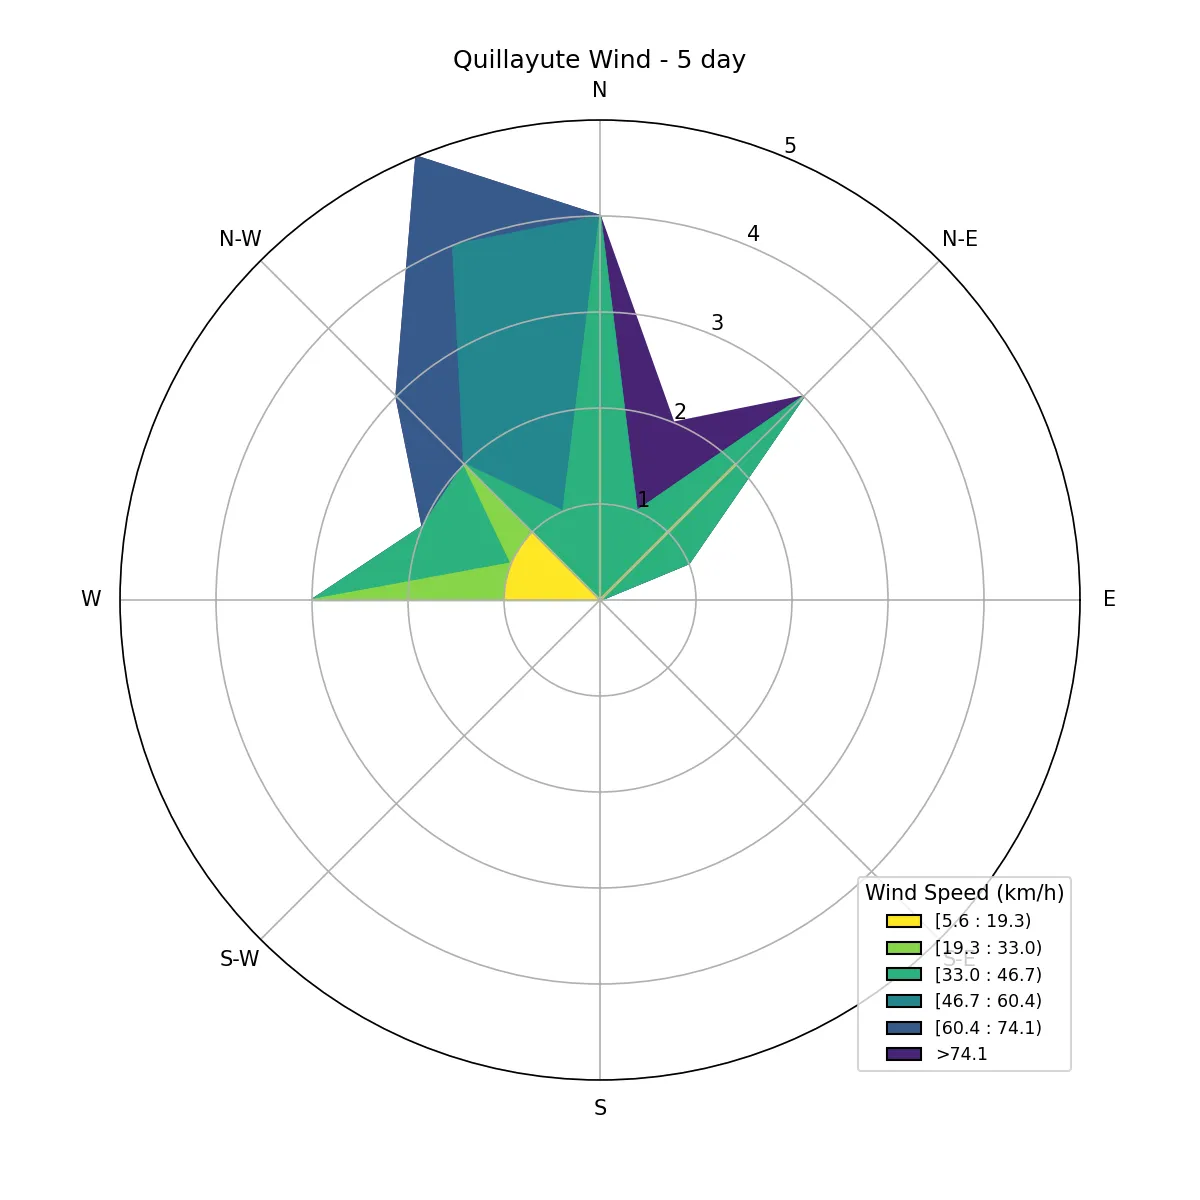 Quillayute Wind - 5 day
N
5
N-W
4
N-E
3
2
1
W
E
Wind Speed (km/h)
[5.6 : 19.3)
[19.3 : 33.0)
S-W
S-E
[33.0 : 46.7)
[46.7 : 60.4)
[60.4 : 74.1)
>74.1
S